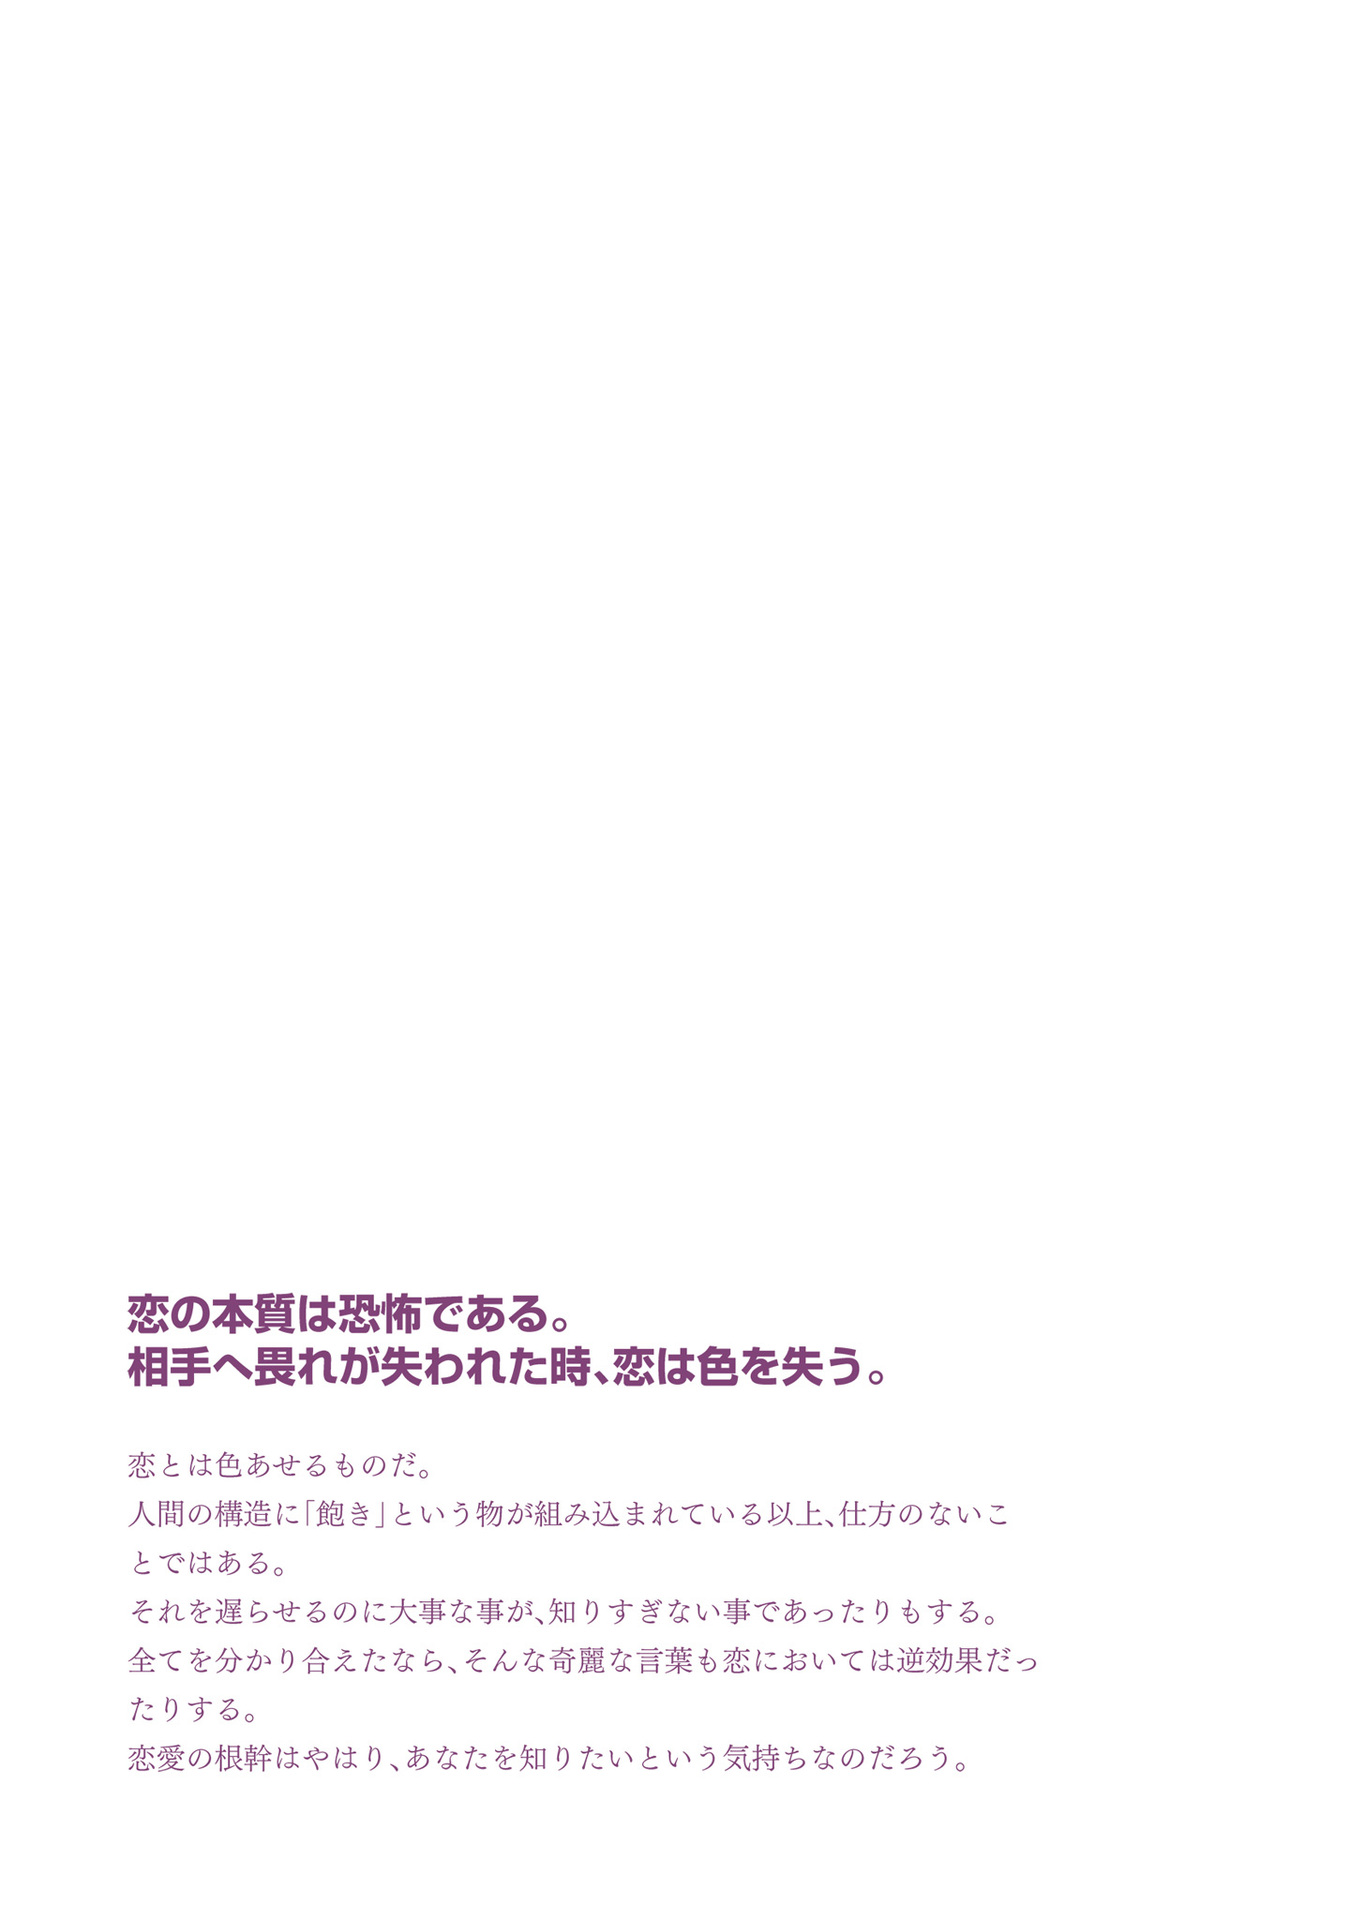 恋の本質は恐怖である。
相手へ畏れが失われた時、恋は色を失う。
恋とは色あせるものだ。
人間の構造に「飽き」という物が組み込まれている以上、仕方のないこ
とではある。
それを遅らせるのに大事な事が、知りすぎない事であったりもする。
全てを分かり合えたなら、そんな奇麗な言葉も恋においては逆効果だっ
たりする。
恋愛の根幹はやはり、あなたを知りたいという気持ちなのだろう。